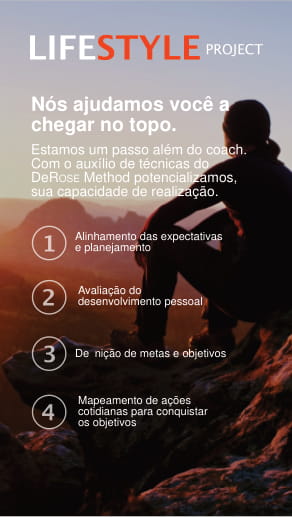 LIFESTYLE PROJECT
Nós ajudamos você a
chegar no topo.
Estamos um passo além do coach.
Com o auxílio de técnicas do
DEROSE Method potencializamos,
sua capacidade de realização.
1 Alinhamento das expectativas
e planejamento
2 Avaliação do
desenvolvimento pessoal
3 De nição de metas e objetivos
4 Mapeamento de ações
cotidianas para conquistar
os objetivos